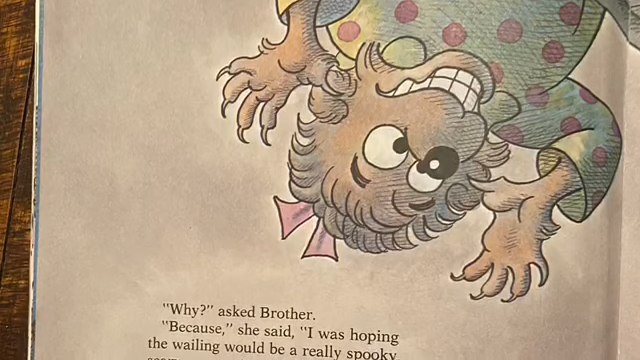 "Why?" asked Brother.
"Because," she said, "I was hoping
the wailing would be a really spooky